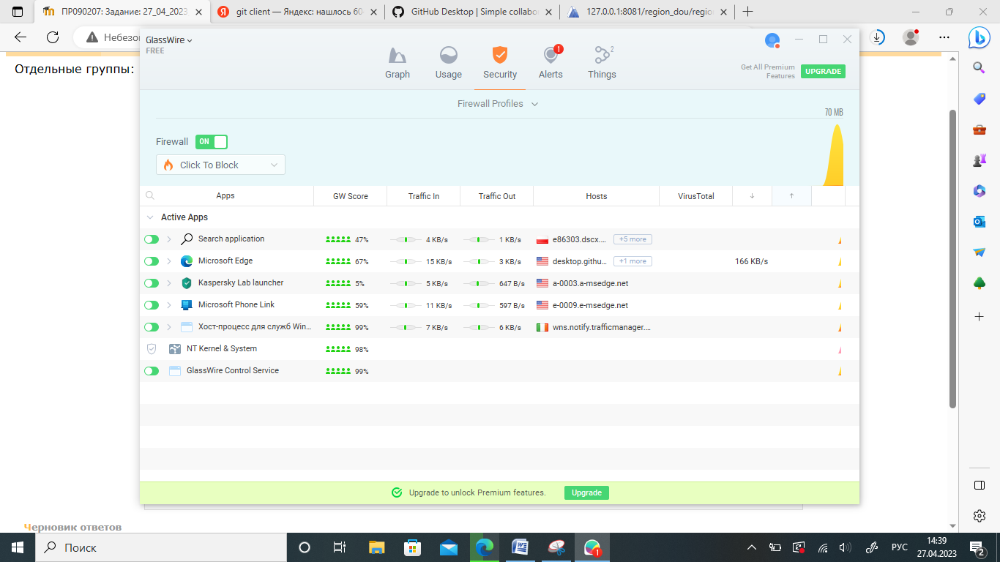 ПР090207: Задание: 27_04_2023
git client — Яндекс: нашлось 60
GitHub Desktop | Simple collabo
127.0.0.1:8081/region_dou/regio
Небезо
Отдельные группы:
GlassWire
FREE
Graph
Usage
Security
1
Alerts
2
Things
Get All Premium
Features
UPGRADE
Firewall Profiles
70 MB
Firewall
ON
Click To Block
Apps GW Score Traffic In Traffic Out Hosts VirusTotal ↓ ↑
Active Apps
Search application 47% 4 KB/s 1 KB/s e86303.dscx.... +5 more
Microsoft Edge 67% 15 KB/s 3 KB/s desktop.githu... +1 more 166 KB/s
Kaspersky Lab launcher 5% 5 KB/s 647 B/s a-0003.a-msedge.net
Microsoft Phone Link 59% 11 KB/s 597 B/s e-0009.e-msedge.net
Хост-процесс для служб Win... 99% 7 KB/s 6 KB/s wns.notify.trafficmanager....
NT Kernel & System 98%
GlassWire Control Service 99%
Upgrade to unlock Premium features. Upgrade
Черновик ответов
Поиск
1
РУС
14:39
27.04.2023
2